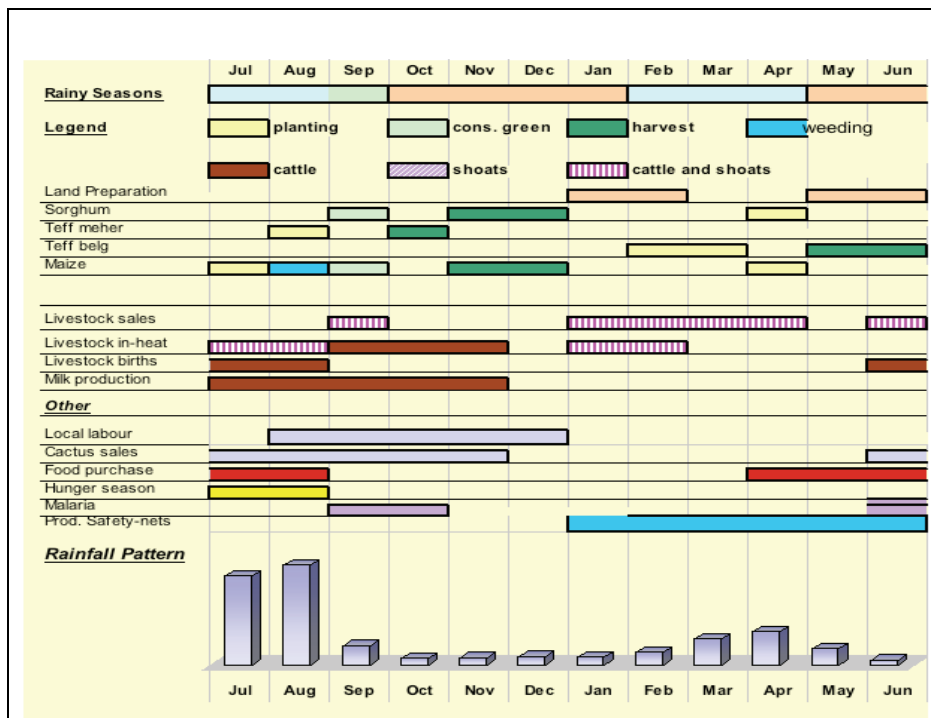 Jul Aug Sep Oct Nov Dec Jan Feb Mar Apr May Jun
Rainy Seasons
Legend planting cons. green harvest weeding
cattle shoats cattle and shoats
Land Preparation
Sorghum
Teff meher
Teff belg
Maize
Livestock sales
Livestock in-heat
Livestock births
Milk production
Other
Local labour
Cactus sales
Food purchase
Hunger season
Malaria
Prod. Safety-nets
Rainfall Pattern
Jul Aug Sep Oct Nov Dec Jan Feb Mar Apr May Jun